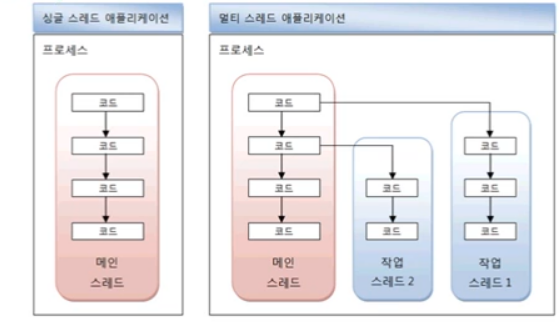 싱글 스레드 애플리케이션
프로세스
코드
코드
코드
코드
메인
스레드
멀티 스레드 애플리케이션
프로세스
코드
코드
코드
코드
메인
스레드
코드
코드
작업
스레드 2
코드
코드
코드
작업
스레드 1